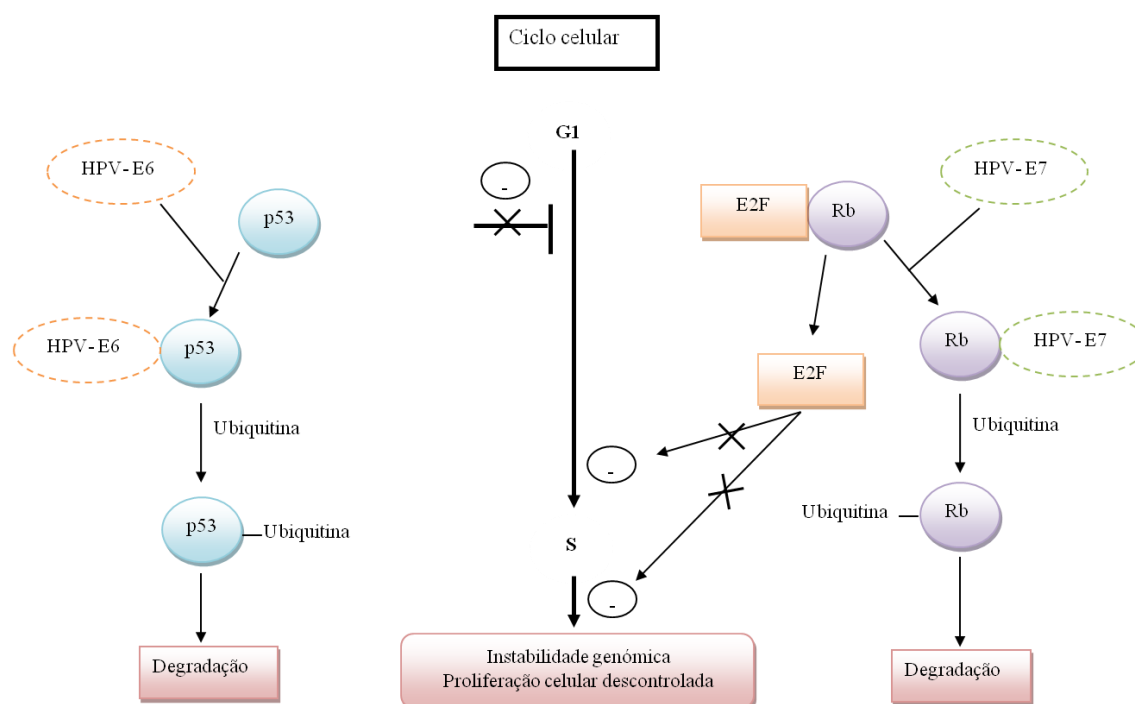 Ciclo celular
G1
HPV-E6
p53
-
E2F
Rb
HPV-E7
HPV-E6
p53
E2F
Rb
HPV-E7
Ubiquitina
Ubiquitina
-
p53
Ubiquitina
Ubiquitina
Rb
S
-
Degradação
Instabilidade genómica
Proliferação celular descontrolada
Degradação